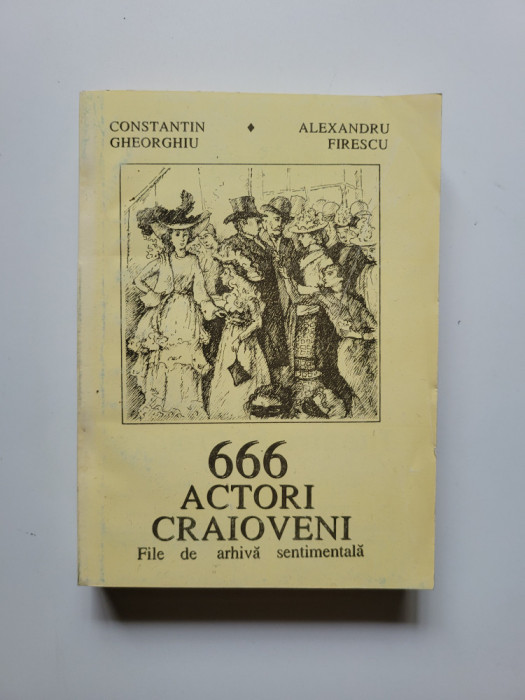 CONSTANTIN ♦ ALEXANDRU
GHEORGHIU FIRESCU
666
ACTORI
CRAIOVENI
File de arhivă sentimentală